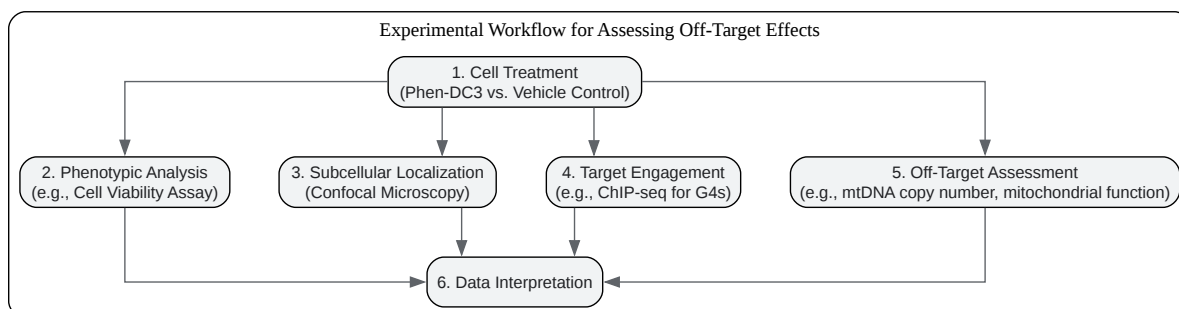 Experimental Workflow for Assessing Off-Target Effects
1. Cell Treatment
(Phen-DC3 vs. Vehicle Control)
2. Phenotypic Analysis
(e.g., Cell Viability Assay)
3. Subcellular Localization
(Confocal Microscopy)
4. Target Engagement
(e.g., ChIP-seq for G4s)
5. Off-Target Assessment
(e.g., mtDNA copy number, mitochondrial function)
6. Data Interpretation